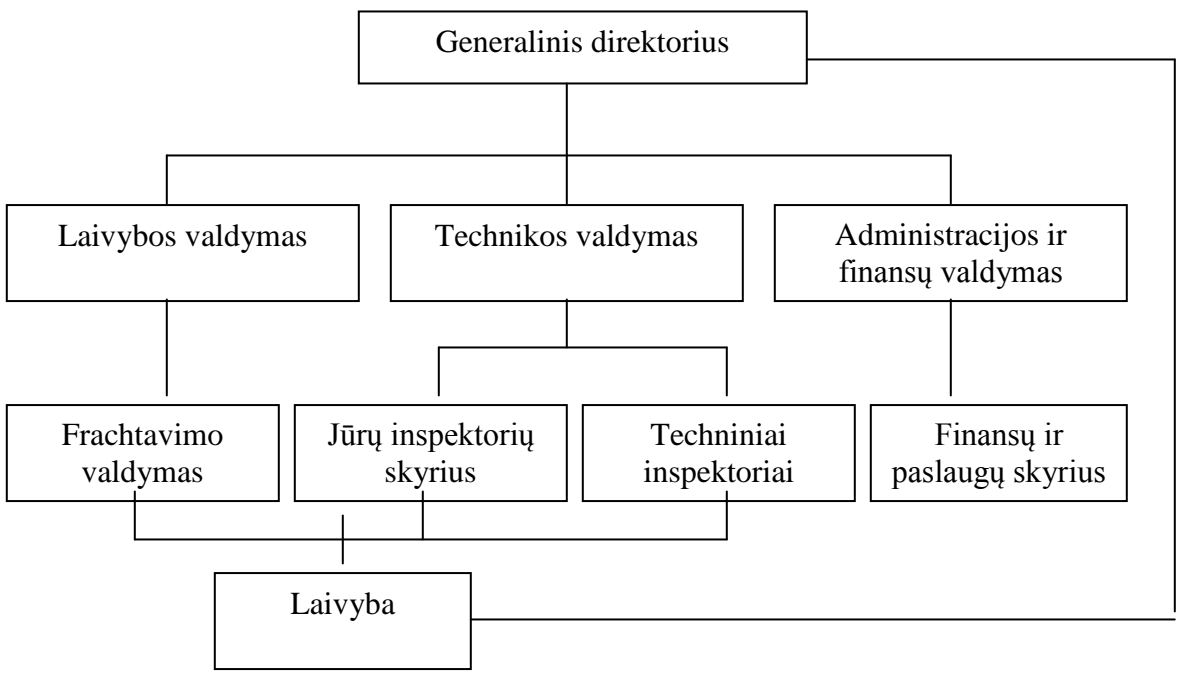 Generalinis direktorius
Laivybos valdymas
Technikos valdymas
Administracijos ir
finansų valdymas
Frachtavimo
valdymas
Jūrų inspektorių
skyrius
Techniniai
inspektoriai
Finansų ir
paslaugų skyrius
Laivyba